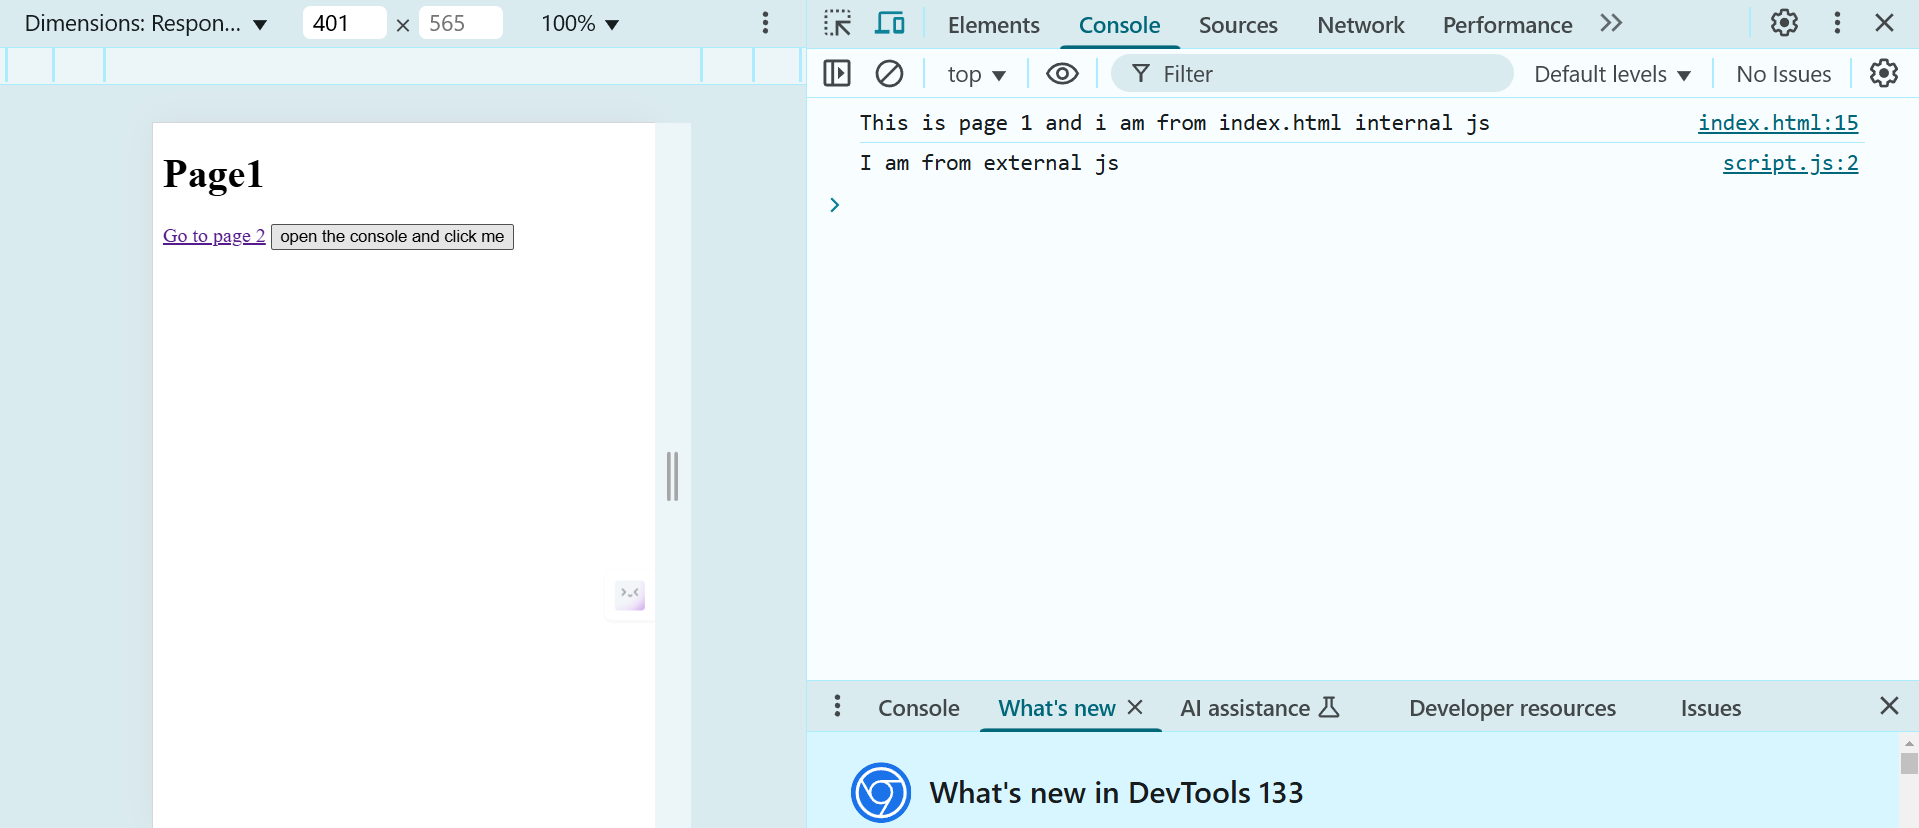 Dimensions: Respon... 401 × 565 100%
Elements Console Sources Network Performance
top Filter Default levels No Issues
This is page 1 and i am from index.html internal js index.html:15
I am from external js script.js:2
Page1
Go to page 2 open the console and click me
Console What's new AI assistance Developer resources Issues
What's new in DevTools 133